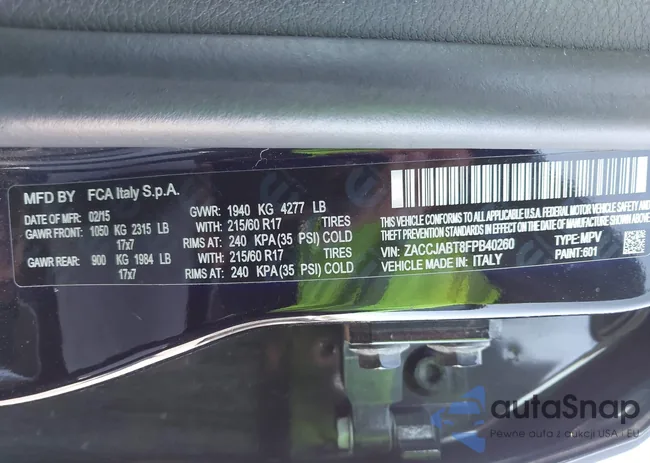 MFD BY FCA Italy S.p.A.
DATE OF MFD: 02/15 GVWR: 1940 KG 4277 LB
GAWR FRONT: 1050 KG 2315 LB WITH 215/60 R17 TIRES
17x7 RIMS AT: 240 KPA(35 PSI) COLD
GAWR REAR: 900 KG 1984 LB WITH: 215/60 R17 TIRES
17x7 RIMS AT: 240 KPA(35 PSI) COLD
THIS VEHICLE CONFORMS TO ALL APPLICABLE U.S.A. FEDERAL MOTOR VEHICLE SAFETY AND
THEFT PREVENTION STANDARDS IN EFFECT ON THE DATE OF MANUFACTURE SHOWN ABOVE.
VIN: ZACCJABT8FPB40260 TYPE: MPV
VEHICLE MADE IN: ITALY PAINT:601
autaSnap
Pewne auta z aukcji USA i EU